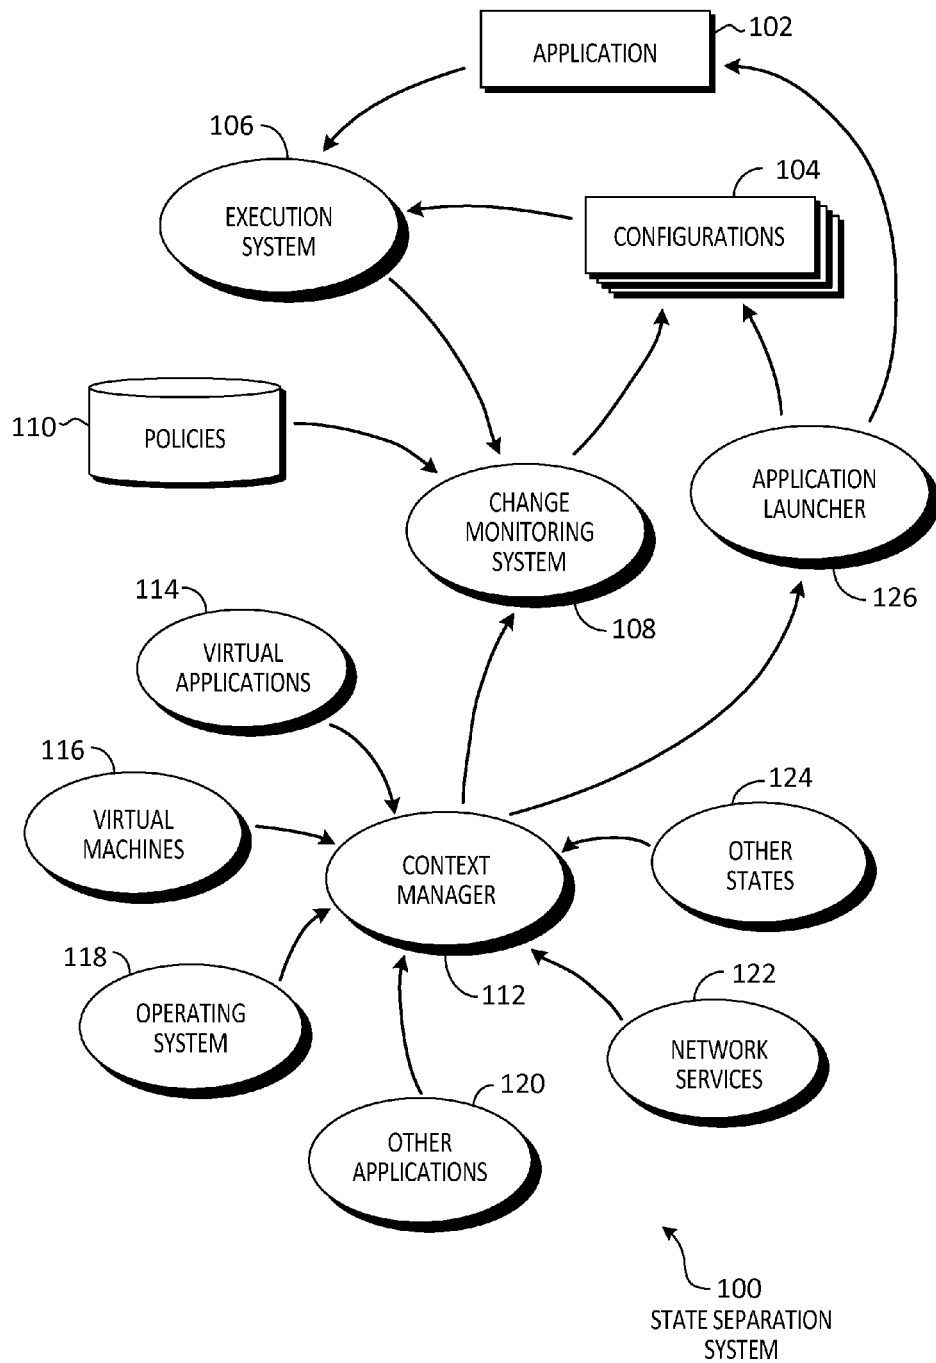 102
APPLICATION
106
EXECUTION
SYSTEM
104
CONFIGURATIONS
110
POLICIES
CHANGE
MONITORING
SYSTEM
108
APPLICATION
LAUNCHER
126
114
VIRTUAL
APPLICATIONS
116
VIRTUAL
MACHINES
124
OTHER
STATES
CONTEXT
MANAGER
112
118
OPERATING
SYSTEM
122
NETWORK
SERVICES
120
OTHER
APPLICATIONS
100
STATE SEPARATION
SYSTEM